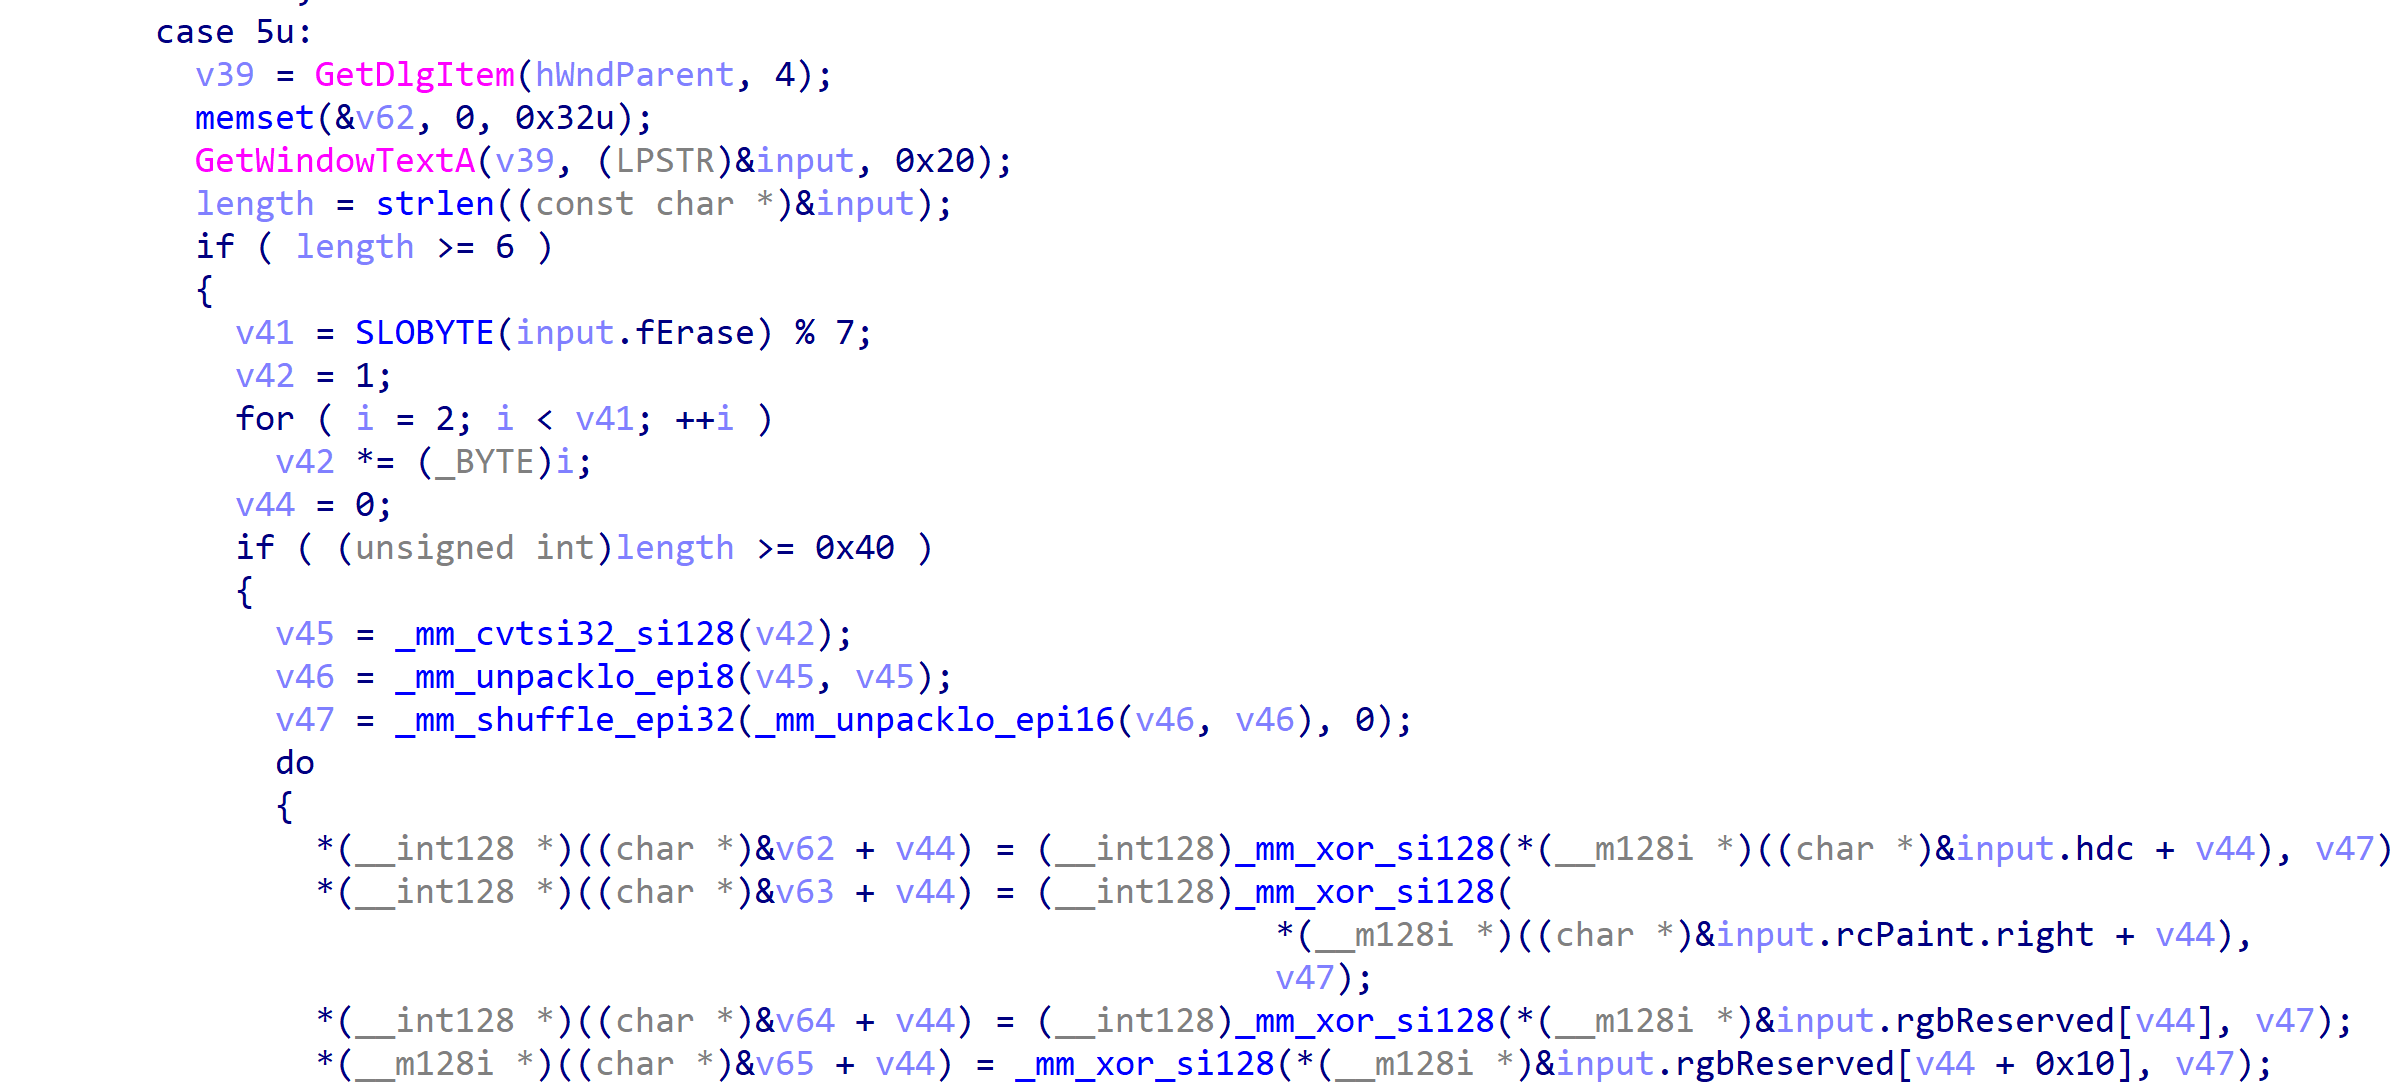 case 5u:
v39 = GetDlgItem(hWndParent, 4);
memset(&v62, 0, 0x32u);
GetWindowTextA(v39, (LPSTR)&input, 0x20);
length = strlen((const char *)&input);
if ( length >= 6 )
{
v41 = SLOBYTE(input.fErase) % 7;
v42 = 1;
for ( i = 2; i < v41; ++i )
v42 *= (_BYTE)i;
v44 = 0;
if ( (unsigned int)length >= 0x40 )
{
v45 = _mm_cvtsi32_si128(v42);
v46 = _mm_unpacklo_epi8(v45, v45);
v47 = _mm_shuffle_epi32(_mm_unpacklo_epi16(v46, v46), 0);
do
{
*(__int128 *)((char *)&v62 + v44) = (__int128)_mm_xor_si128(*(__m128i *)((char *)&input.hdc + v44), v47)
*(__int128 *)((char *)&v63 + v44) = (__int128)_mm_xor_si128(
*(__m128i *)((char *)&input.rcPaint.right + v44),
v47);
*(__int128 *)((char *)&v64 + v44) = (__int128)_mm_xor_si128(*(__m128i *)&input.rgbReserved[v44], v47);
*(__m128i *)((char *)&v65 + v44) = _mm_xor_si128(*(__m128i *)&input.rgbReserved[v44 + 0x10], v47);